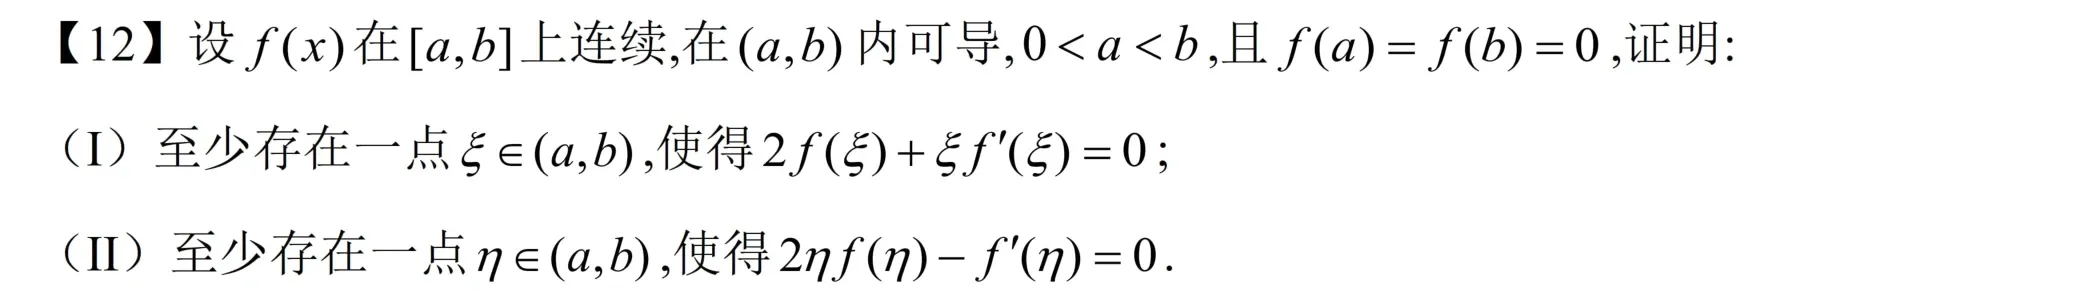 【12】设 f(x) 在 [a,b] 上连续,在 (a,b) 内可导, 0 < a < b ,且 f(a) = f(b) = 0 ,证明:
（I）至少存在一点 ξ ∈ (a,b) ,使得 2f(ξ) + ξf′(ξ) = 0 ;
（II）至少存在一点 η ∈ (a,b) ,使得 2ηf(η) − f′(η) = 0 .